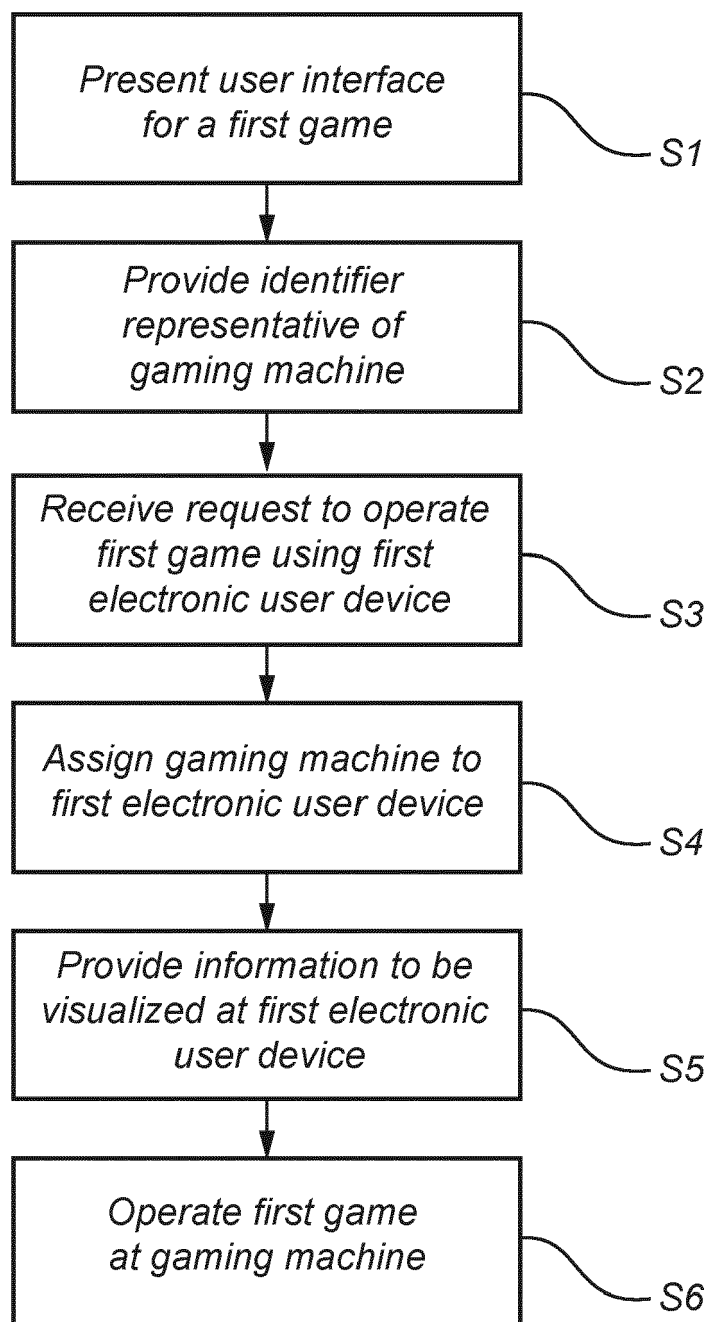 Present user interface
for a first game
S1
Provide identifier
representative of
gaming machine
S2
Receive request to operate
first game using first
electronic user device
S3
Assign gaming machine to
first electronic user device
S4
Provide information to be
visualized at first electronic
user device
S5
Operate first game
at gaming machine
S6